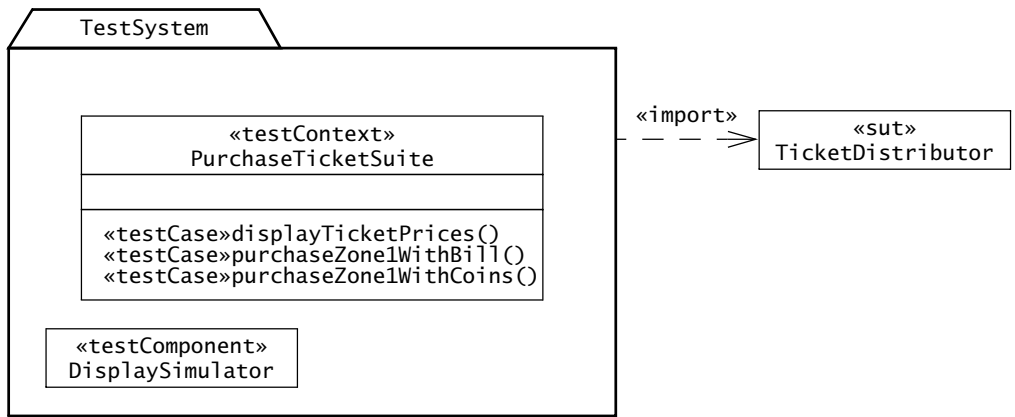 TestSystem
«import»
«testContext»
PurchaseTicketSuite
«sut»
TicketDistributor
«testCase»displayTicketPrices()
«testCase»purchaseZone1WithBill()
«testCase»purchaseZone1WithCoins()
«testComponent»
DisplaySimulator